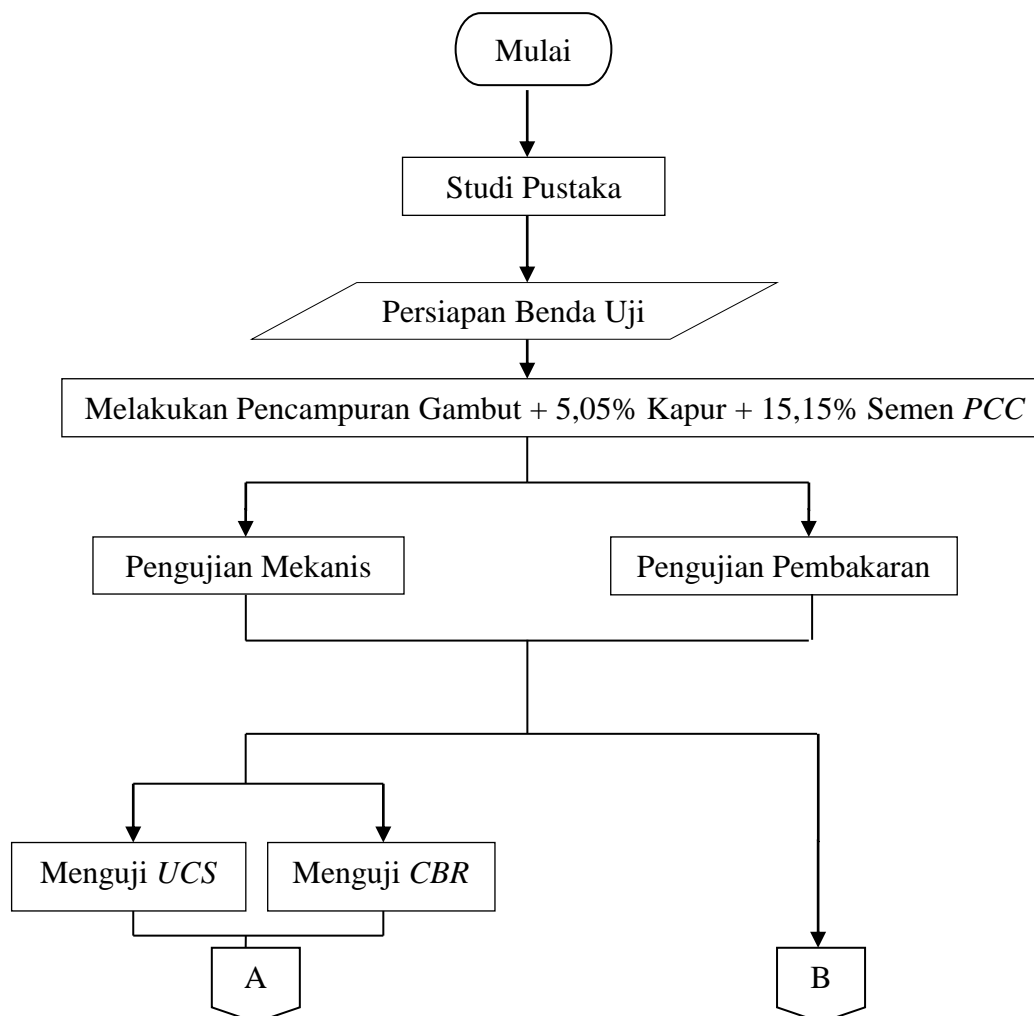 Mulai
Studi Pustaka
Persiapan Benda Uji
Melakukan Pencampuran Gambut + 5,05% Kapur + 15,15% Semen PCC
Pengujian Mekanis
Pengujian Pembakaran
Menguji UCS
Menguji CBR
A
B